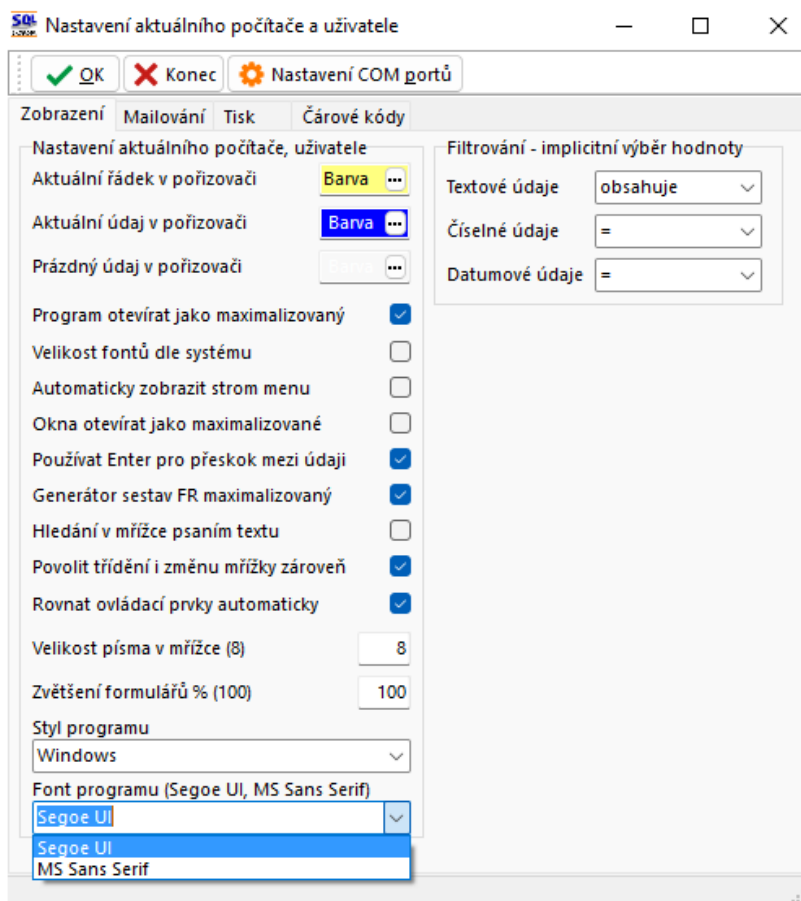 SQL
Nastavení aktuálního počítače a uživatele
OK Konec Nastavení COM portů
Zobrazení Mailování Tisk Čárové kódy
Nastavení aktuálního počítače, uživatele
Aktuální řádek v pořizovači Barva ...
Aktuální údaj v pořizovači Barva ...
Prázdný údaj v pořizovači Barva ...
Program otevírat jako maximalizovaný
Velikost fontů dle systému
Automaticky zobrazit strom menu
Okna otevírat jako maximalizované
Používat Enter pro přeskok mezi údaji
Generátor sestav FR maximalizovaný
Hledání v mřížce psaním textu
Povolit třídění i změnu mřížky zároveň
Rovnat ovládací prvky automaticky
Velikost písma v mřížce (8) 8
Zvětšení formulářů % (100) 100
Styl programu
Windows
Font programu (Segoe UI, MS Sans Serif)
Segoe UI
Segoe UI
MS Sans Serif
Filtrování - implicitní výběr hodnoty
Textové údaje obsahuje
Číselné údaje =
Datumové údaje =